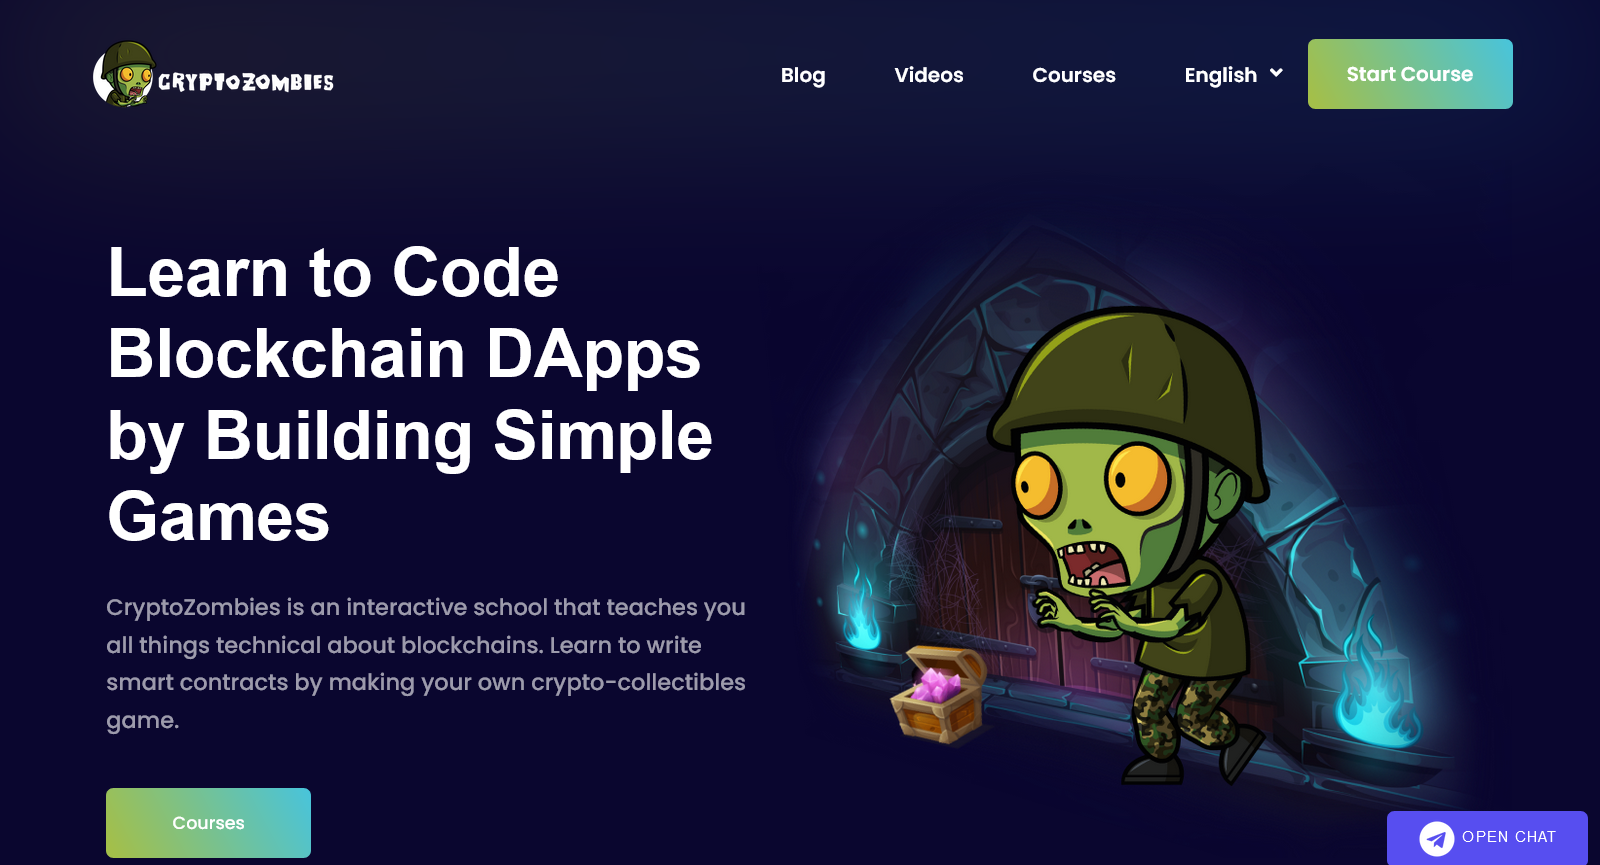 CRYPTOZOMBIES
Blog
Videos
Courses
English
Start Course
Learn to Code
Blockchain DApps
by Building Simple
Games
CryptoZombies is an interactive school that teaches you
all things technical about blockchains. Learn to write
smart contracts by making your own crypto-collectibles
game.
Courses
OPEN CHAT